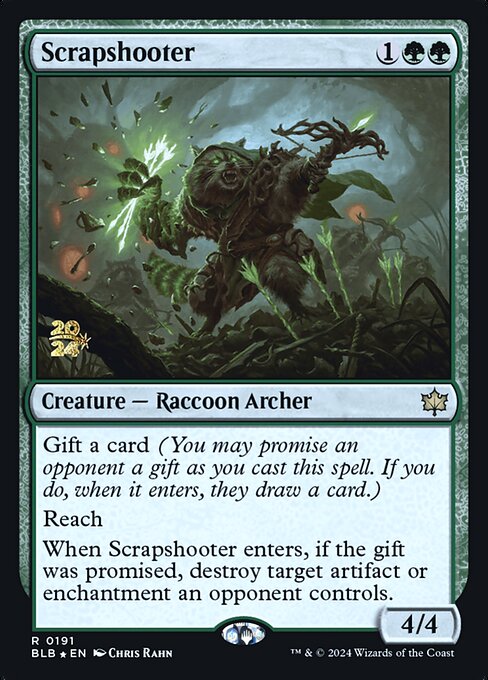 Scrapshooter 1
20
24
Creature — Raccoon Archer
Gift a card (You may promise an
opponent a gift as you cast this spell. If you
do, when it enters, they draw a card.)
Reach
When Scrapshooter enters, if the gift
was promised, destroy target artifact or
enchantment an opponent controls.
4/4
R 0191
BLB ★ EN Chris Rahn ™ & © 2024 Wizards of the Coast